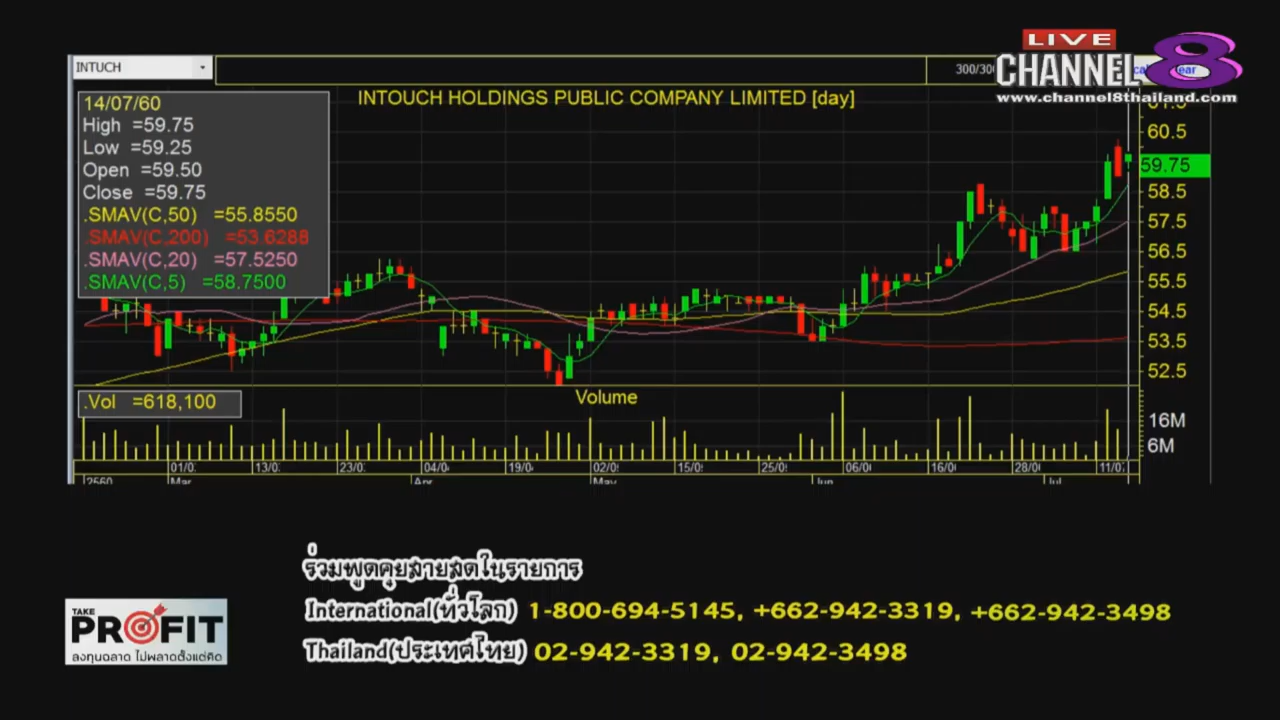 LIVE
CHANNEL 8
www.channel8thailand.com
INTUCH
300/300
INTOUCH HOLDINGS PUBLIC COMPANY LIMITED [day]
14/07/60
High =59.75
Low =59.25
Open =59.50
Close =59.75
.SMAV(C,50) =55.8550
.SMAV(C,200) =53.6288
.SMAV(C,20) =57.5250
.SMAV(C,5) =58.7500
61.5
60.5
59.75
58.5
57.5
56.5
55.5
54.5
53.5
52.5
.Vol =618,100
Volume
16M
6M
01/0 13/0 23/0 04/0 19/0 02/0 15/0 25/0 06/0 16/0 28/0 11/0
2560 Mar Apr May Jun Jul
ร่วมพูดคุยสายสดในรายการ
International(ทั่วโลก) 1-800-694-5145, +662-942-3319, +662-942-3498
Thailand(ประเทศไทย) 02-942-3319, 02-942-3498
TAKE
PROFIT
ลงทุนฉลาด ไม่พลาดตั้งแต่คิด